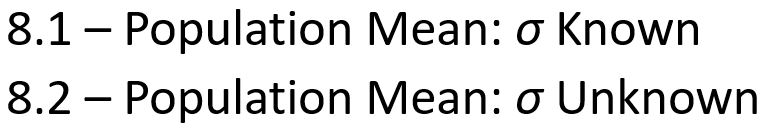 8.1 – Population Mean: σ Known
8.2 – Population Mean: σ Unknown